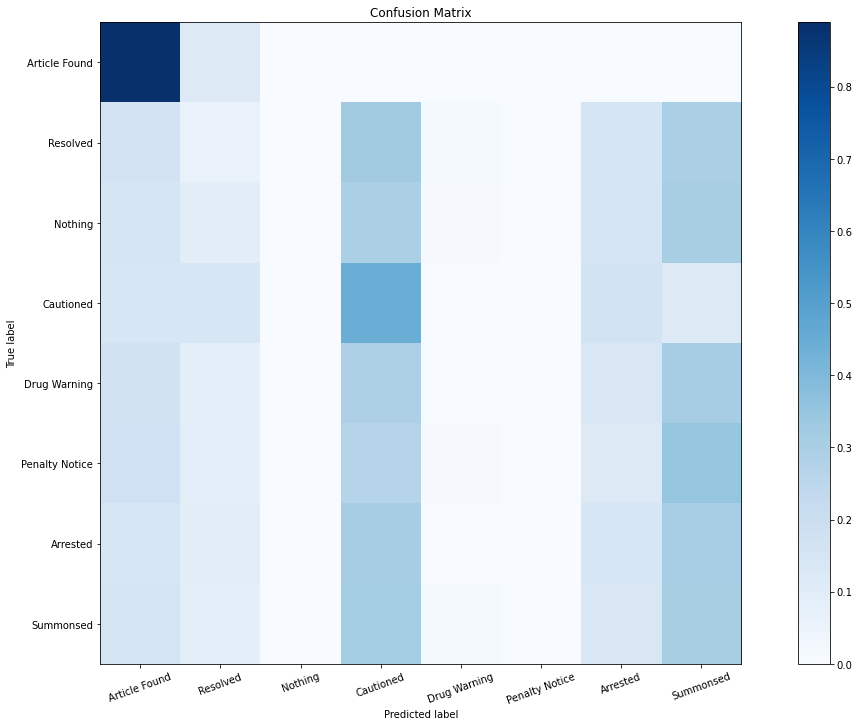 Confusion Matrix
True label
Article Found
Resolved
Nothing
Cautioned
Drug Warning
Penalty Notice
Arrested
Summonsed
Article Found
Resolved
Nothing
Cautioned
Drug Warning
Penalty Notice
Arrested
Summonsed
Predicted label
0.8
0.7
0.6
0.5
0.4
0.3
0.2
0.1
0.0